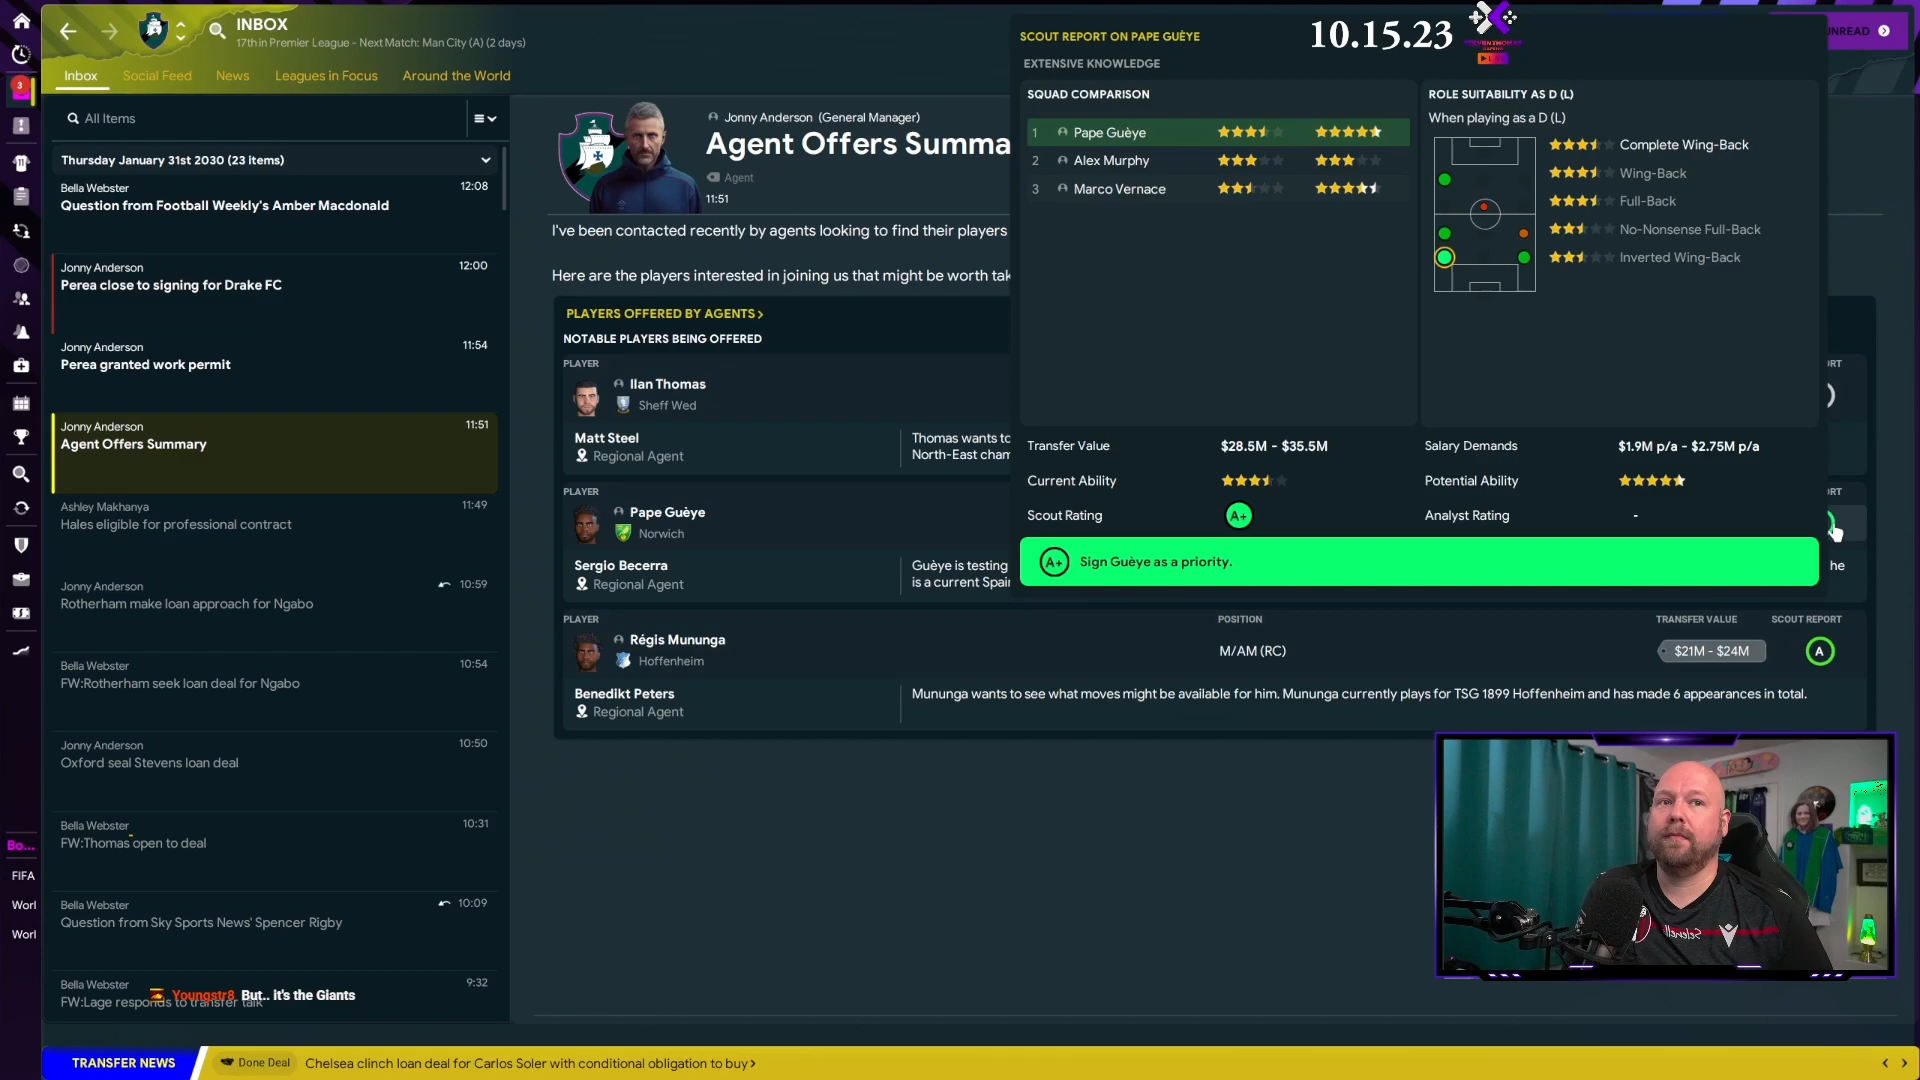 INBOX
17th in Premier League - Next Match: Man City (A) (2 days)
Inbox
Social Feed
News
Leagues in Focus
Around the World
3
All Items
Thursday January 31st 2030 (23 items)
Bella Webster
12:08
Question from Football Weekly's Amber Macdonald
Jonny Anderson
12:00
Perea close to signing for Drake FC
Jonny Anderson
11:54
Perea granted work permit
Jonny Anderson
11:51
Agent Offers Summary
Ashley Makhanya
11:49
Hales eligible for professional contract
Jonny Anderson
10:59
Rotherham make loan approach for Ngabo
Bella Webster
10:54
FW:Rotherham seek loan deal for Ngabo
Jonny Anderson
10:50
Oxford seal Stevens loan deal
Bella Webster
10:31
FW:Thomas open to deal
Bella Webster
10:09
Question from Sky Sports News' Spencer Rigby
Bella Webster
9:32
FW:Lage responds to transfer talk
Youngstr8 But.. it's the Giants
Bo...
FIFA
Worl
Worl
Jonny Anderson (General Manager)
Agent Offers Summa
Agent
11:51
I've been contacted recently by agents looking to find their players
Here are the players interested in joining us that might be worth tak
PLAYERS OFFERED BY AGENTS >
NOTABLE PLAYERS BEING OFFERED
PLAYER
Ilan Thomas
Sheff Wed
Matt Steel
Regional Agent
Thomas wants to
North-East cham
PLAYER
Pape Guèye
Norwich
Sergio Becerra
Regional Agent
Guèye is testing
is a current Spain
he
PLAYER
POSITION
TRANSFER VALUE
SCOUT REPORT
Régis Mununga
Hoffenheim
M/AM (RC)
$21M - $24M
A
Benedikt Peters
Regional Agent
Mununga wants to see what moves might be available for him. Mununga currently plays for TSG 1899 Hoffenheim and has made 6 appearances in total.
SCOUT REPORT ON PAPE GUÈYE
EXTENSIVE KNOWLEDGE
10.15.23
NREAD
SQUAD COMPARISON
1 Pape Guèye
2 Alex Murphy
3 Marco Vernace
ROLE SUITABILITY AS D (L)
When playing as a D (L)
Complete Wing-Back
Wing-Back
Full-Back
No-Nonsense Full-Back
Inverted Wing-Back
ORT
ORT
Transfer Value
$28.5M - $35.5M
Salary Demands
$1.9M p/a - $2.75M p/a
Current Ability
Potential Ability
Scout Rating
A+
Analyst Rating
-
A+ Sign Guèye as a priority.
TRANSFER NEWS
Done Deal
Chelsea clinch loan deal for Carlos Soler with conditional obligation to buy >